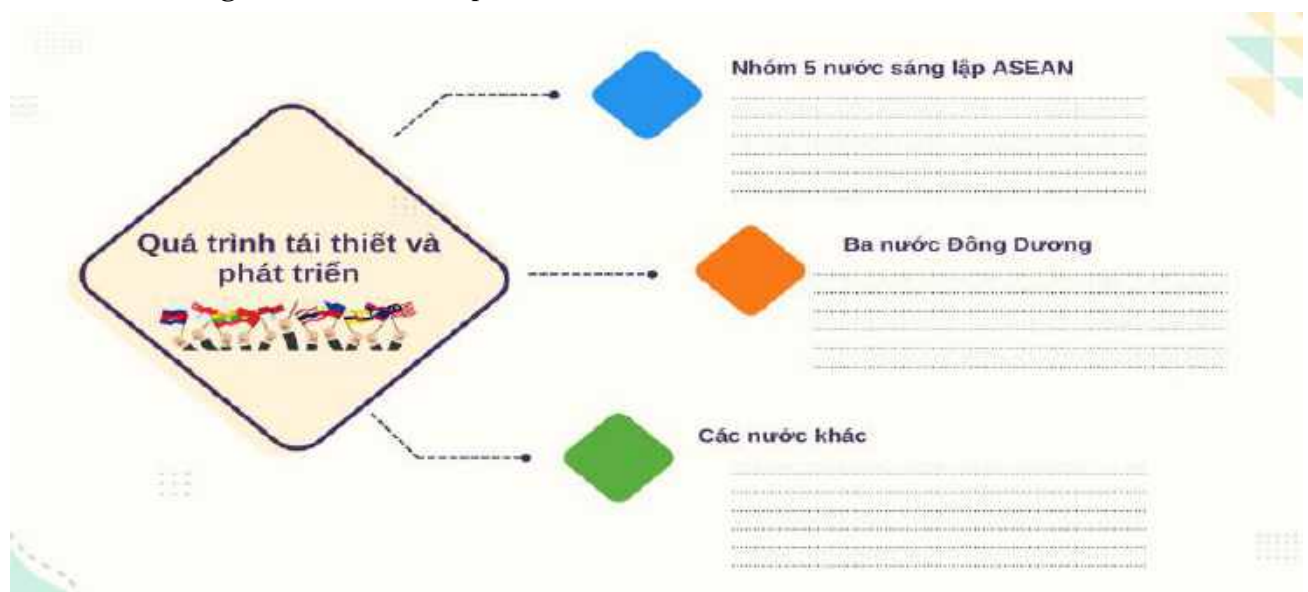 Nhóm 5 nước sáng lập ASEAN
Quá trình tái thiết và
phát triển
Ba nước Đông Dương
Các nước khác